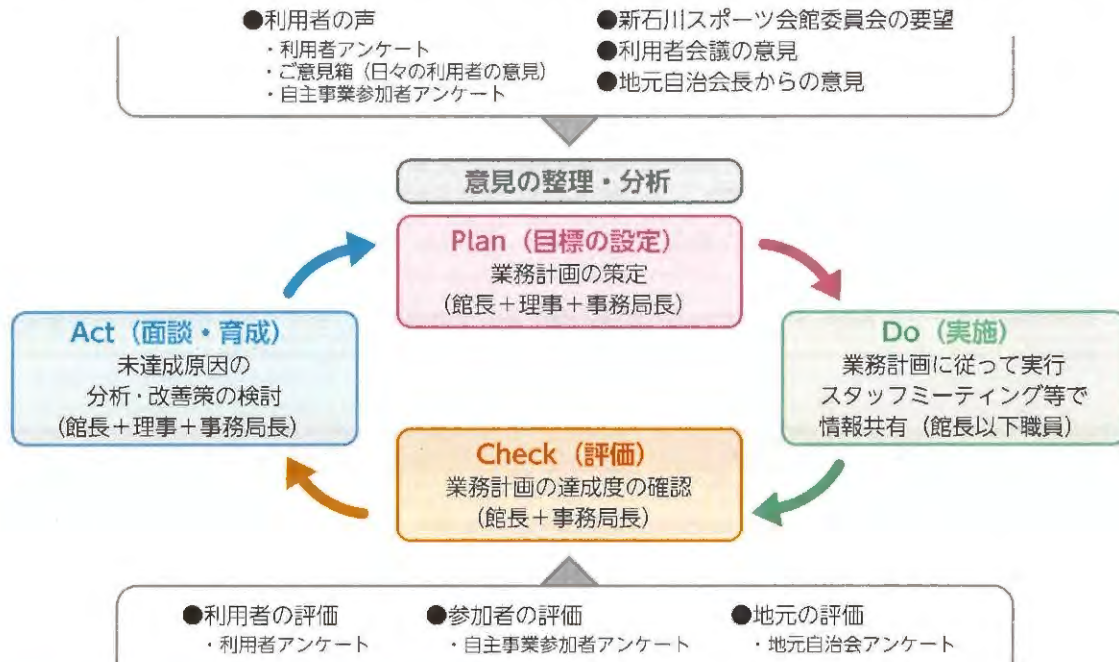 ●利用者の声
・利用者アンケート
・ご意見箱（日々の利用者の意見）
・自主事業参加者アンケート
●新石川スポーツ会館委員会の要望
●利用者会議の意見
●地元自治会長からの意見
意見の整理・分析
Plan（目標の設定）
業務計画の策定
（館長＋理事＋事務局長）
Do（実施）
業務計画に従って実行
スタッフミーティング等で
情報共有（館長以下職員）
Check（評価）
業務計画の達成度の確認
（館長＋事務局長）
Act（面談・育成）
未達成原因の
分析・改善策の検討
（館長＋理事＋事務局長）
●利用者の評価
・利用者アンケート
●参加者の評価
・自主事業参加者アンケート
●地元の評価
・地元自治会アンケート